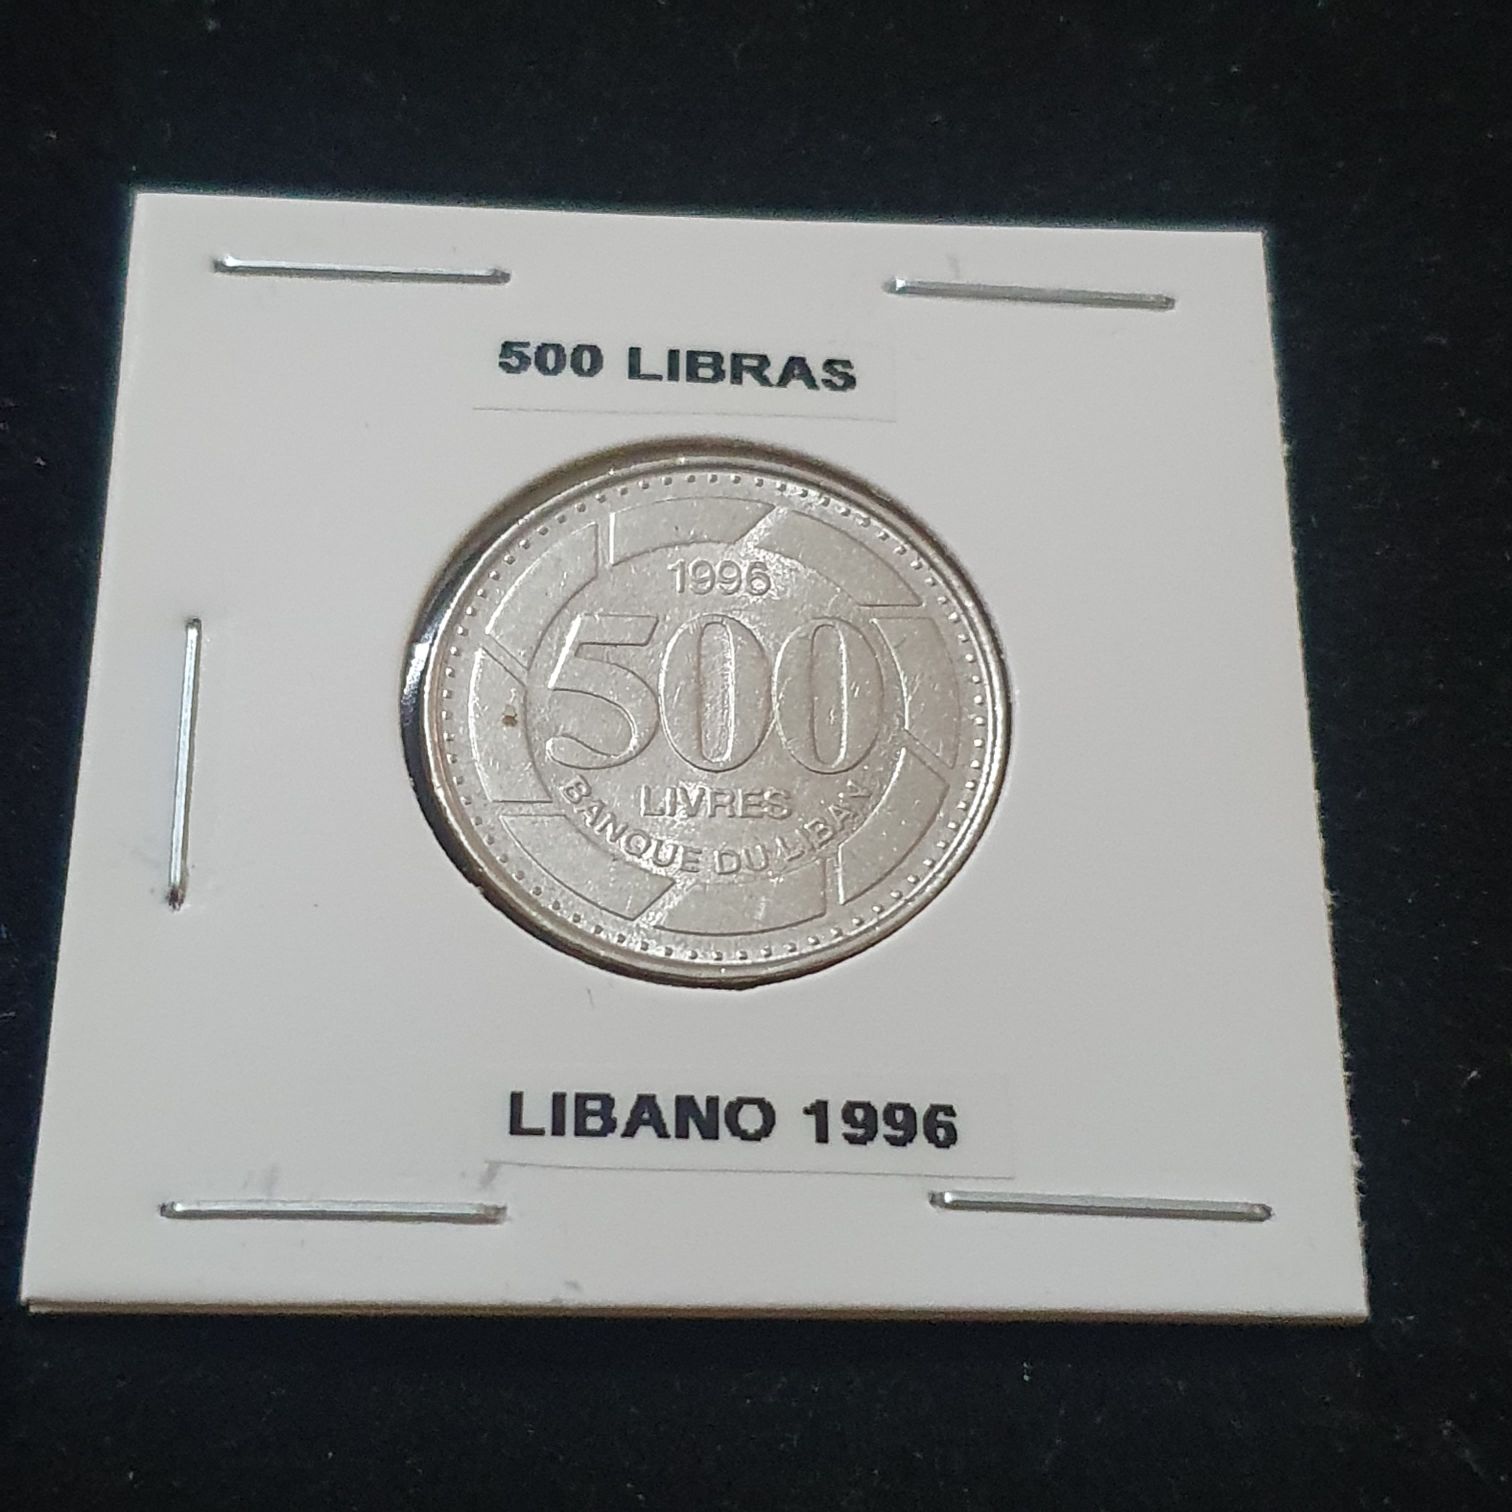 500 LIBRAS
1996
500
LIVRES
BANQUE DU LIBAN
LIBANO 1996